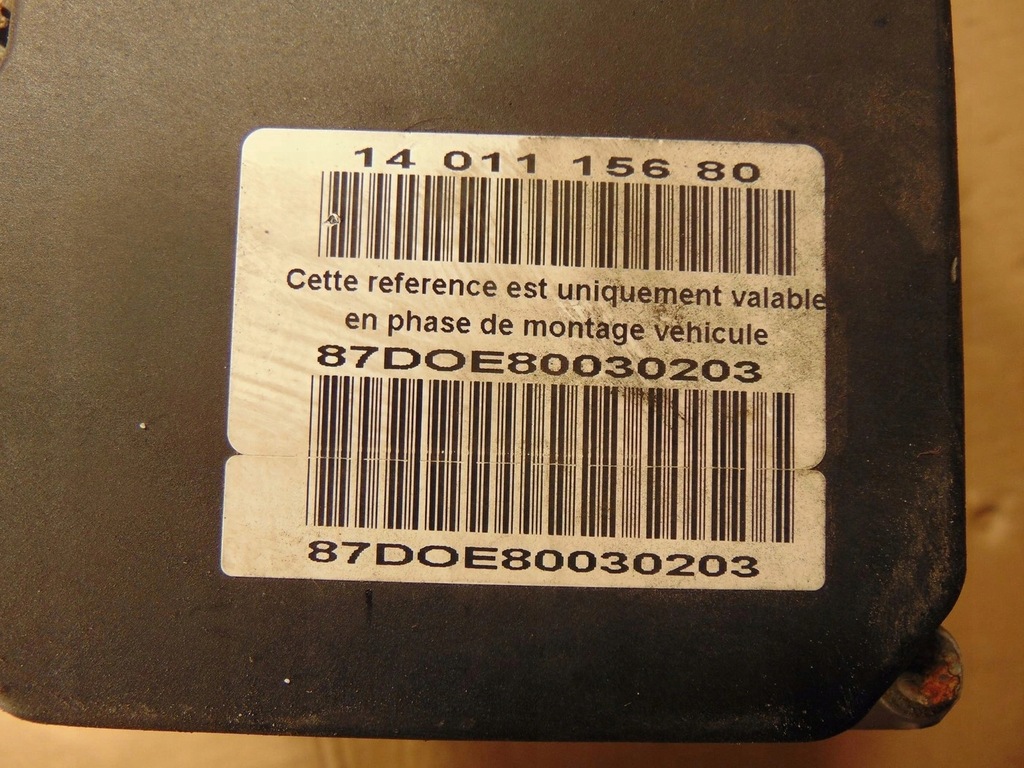 14 011 156 80
Cette reference est uniquement valable
en phase de montage vehicule
87DOE80030203
87DOE80030203